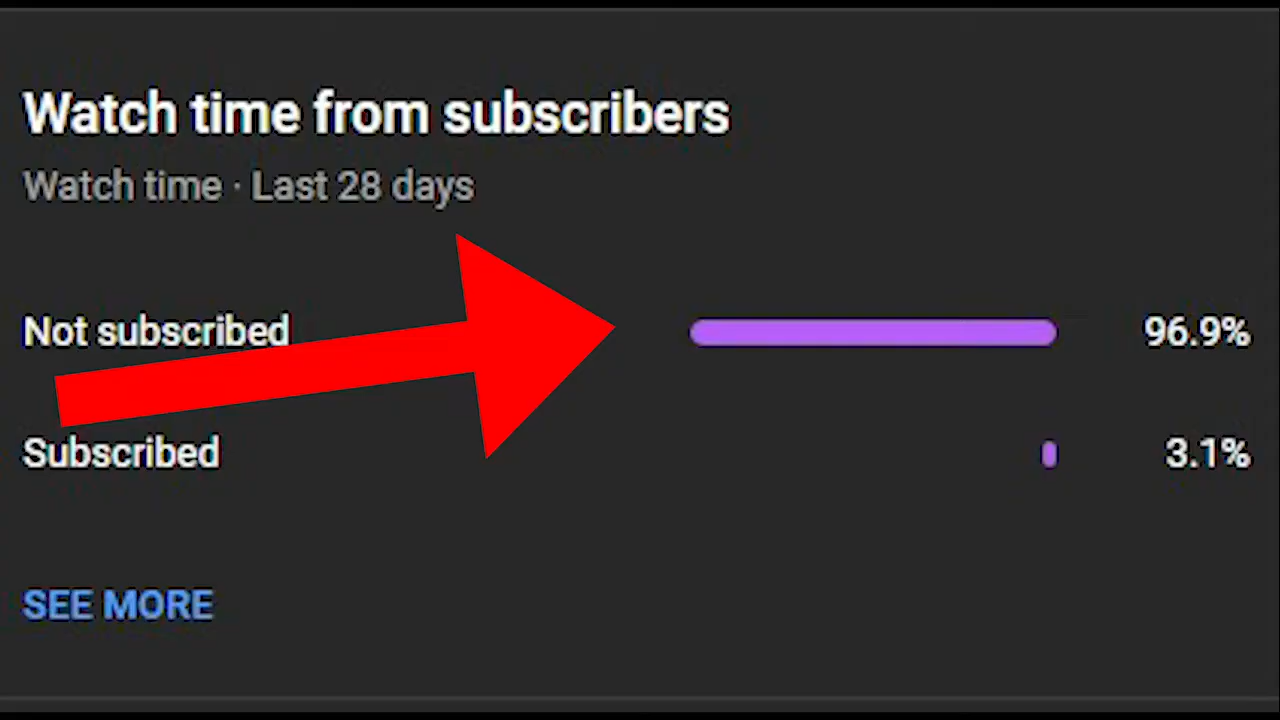 Watch time from subscribers
Watch time · Last 28 days
Not subscribed 96.9%
Subscribed 3.1%
SEE MORE